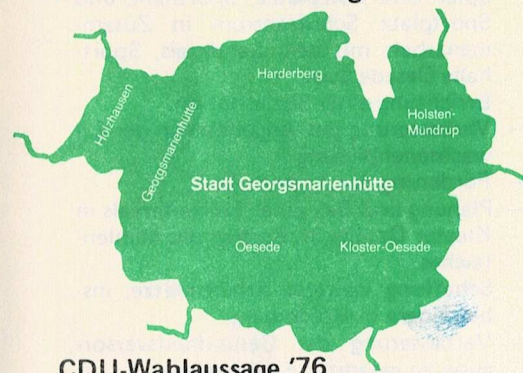 Harderberg
Holzhausen
Georgsmarienhütte
Holsten-
Mündrup
Stadt Georgsmarienhütte
Oesede
Kloster-Oesede
CDU-Wahlaussage '76